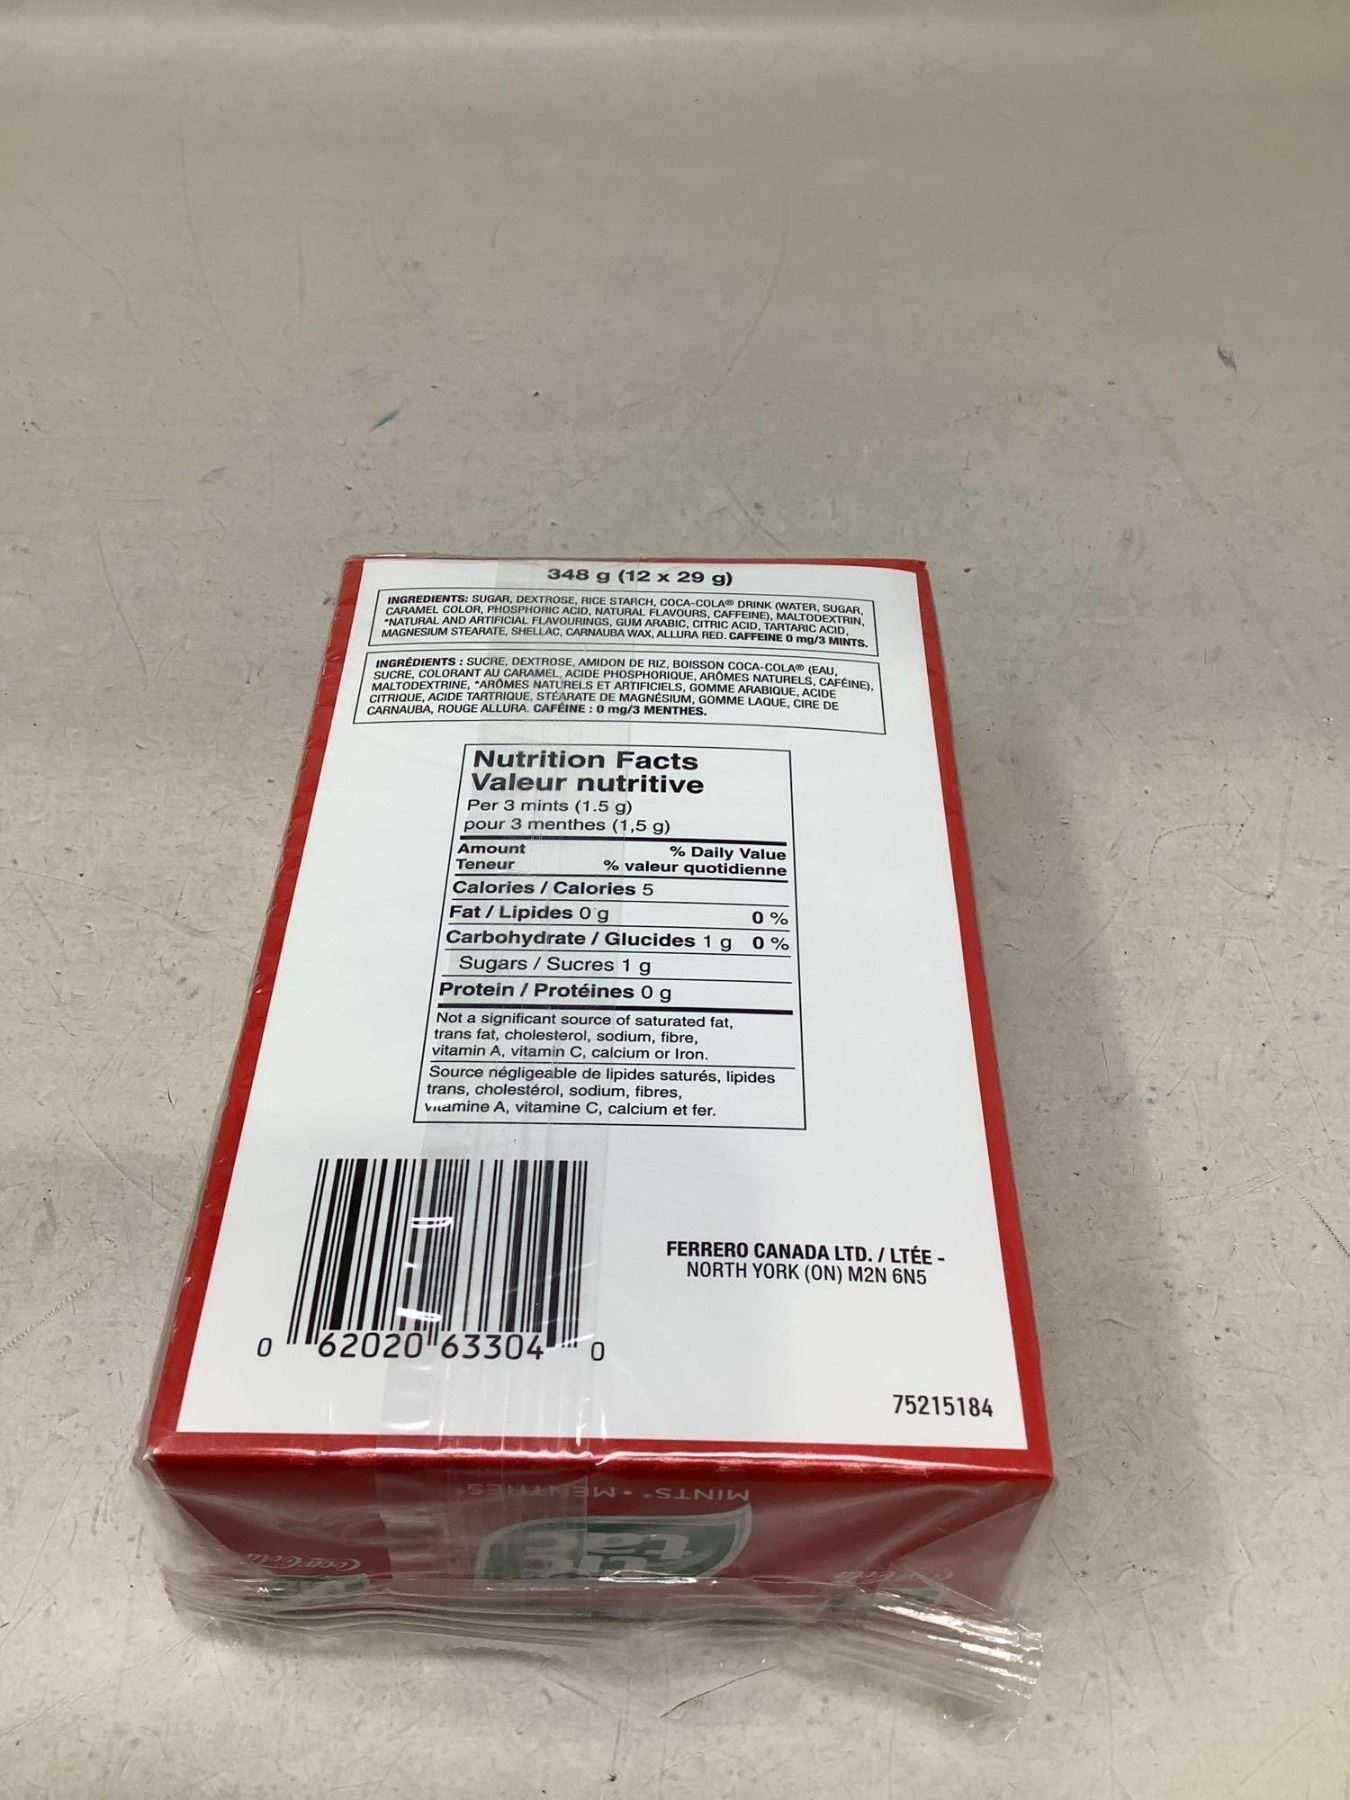 348 g (12 x 29 g)
INGREDIENTS: SUGAR, DEXTROSE, RICE STARCH, COCA-COLA® DRINK (WATER, SUGAR,
CARAMEL COLOR, PHOSPHORIC ACID, NATURAL FLAVOURS, CAFFEINE), MALTODEXTRIN,
*NATURAL AND ARTIFICIAL FLAVOURINGS, GUM ARABIC, CITRIC ACID, TARTARIC ACID,
MAGNESIUM STEARATE, SHELLAC, CARNAUBA WAX, ALLURA RED. CAFFEINE 0 mg/3 MINTS.
INGRÉDIENTS : SUCRE, DEXTROSE, AMIDON DE RIZ, BOISSON COCA-COLA® (EAU,
SUCRE, COLORANT AU CARAMEL, ACIDE PHOSPHORIQUE, ARÔMES NATURELS, CAFÉINE),
MALTODEXTRINE, *ARÔMES NATURELS ET ARTIFICIELS, GOMME ARABIQUE, ACIDE
CITRIQUE, ACIDE TARTRIQUE, STÉARATE DE MAGNÉSIUM, GOMME LAQUE, CIRE DE
CARNAUBA, ROUGE ALLURA. CAFÉINE : 0 mg/3 MENTHES.
Nutrition Facts
Valeur nutritive
Per 3 mints (1.5 g)
pour 3 menthes (1,5 g)
Amount % Daily Value
Teneur % valeur quotidienne
Calories / Calories 5
Fat / Lipides 0 g 0 %
Carbohydrate / Glucides 1 g 0 %
Sugars / Sucres 1 g
Protein / Protéines 0 g
Not a significant source of saturated fat,
trans fat, cholesterol, sodium, fibre,
vitamin A, vitamin C, calcium or Iron.
Source négligeable de lipides saturés, lipides
trans, cholestérol, sodium, fibres,
vitamine A, vitamine C, calcium et fer.
FERRERO CANADA LTD. / LTÉE -
NORTH YORK (ON) M2N 6N5
0 62020 63304 0
75215184
MINTS* • MENTHES*
tic tac
Coca-Cola
Coca-Cola